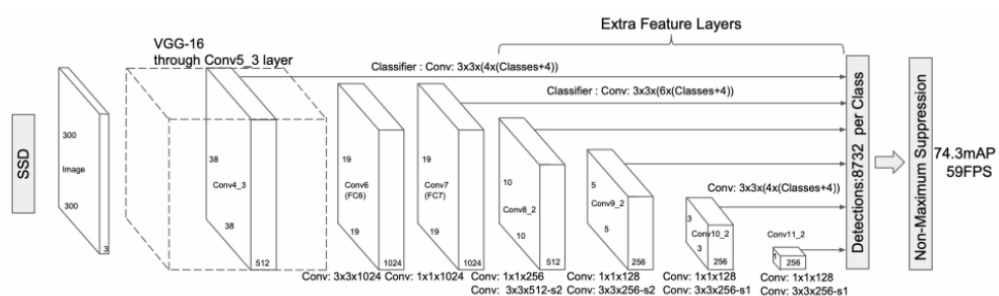 Extra Feature Layers
VGG-16
through Conv5_3 layer
Classifier : Conv: 3x3x(4x(Classes+4))
Classifier : Conv: 3x3x(6x(Classes+4))
SSD
300
Image
300
3
38
Conv4_3
38
512
19
Conv6
(FC6)
19
1024
19
Conv7
(FC7)
19
1024
10
Conv8_2
10
512
5
Conv9_2
5
256
Conv: 3x3x(4x(Classes+4))
3
Conv10_2
3
256
Conv11_2
1
256
Detections:8732 per Class
Non-Maximum Suppression
74.3mAP
59FPS
Conv: 3x3x1024
Conv: 1x1x1024
Conv: 1x1x256
Conv: 3x3x512-s2
Conv: 1x1x128
Conv: 3x3x256-s2
Conv: 1x1x128
Conv: 3x3x256-s1
Conv: 1x1x128
Conv: 3x3x256-s1